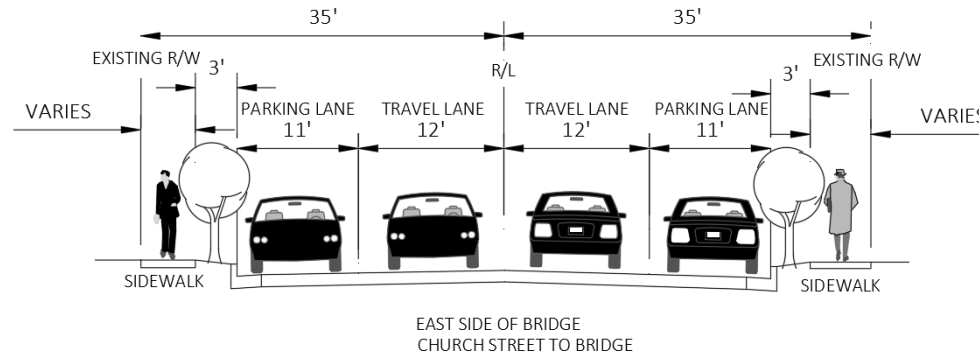 35' 35'
EXISTING R/W R/L EXISTING R/W
3' 3'
VARIES PARKING LANE TRAVEL LANE TRAVEL LANE PARKING LANE VARIES
11' 12' 12' 11'
SIDEWALK SIDEWALK
EAST SIDE OF BRIDGE
CHURCH STREET TO BRIDGE